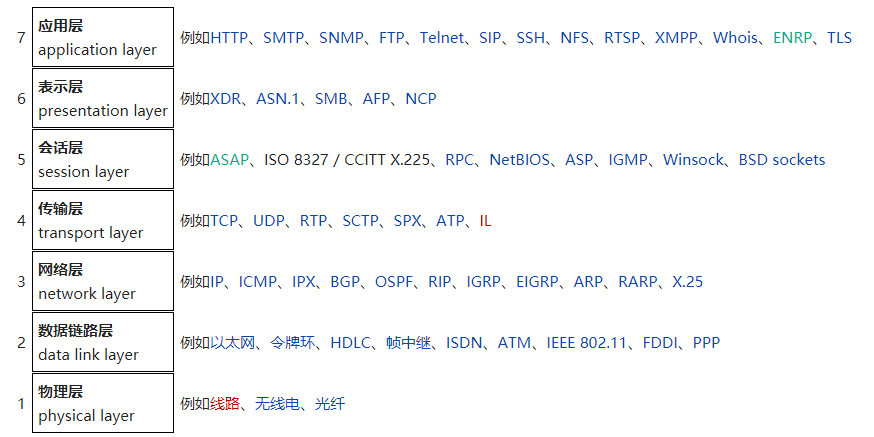 7 应用层 例如HTTP、SMTP、SNMP、FTP、Telnet、SIP、SSH、NFS、RTSP、XMPP、Whois、ENRP、TLS
application layer
6 表示层 例如XDR、ASN.1、SMB、AFP、NCP
presentation layer
5 会话层 例如ASAP、ISO 8327 / CCITT X.225、RPC、NetBIOS、ASP、IGMP、Winsock、BSD sockets
session layer
4 传输层 例如TCP、UDP、RTP、SCTP、SPX、ATP、IL
transport layer
3 网络层 例如IP、ICMP、IPX、BGP、OSPF、RIP、IGRP、EIGRP、ARP、RARP、X.25
network layer
2 数据链路层 例如以太网、令牌环、HDLC、帧中继、ISDN、ATM、IEEE 802.11、FDDI、PPP
data link layer
1 物理层 例如线路、无线电、光纤
physical layer